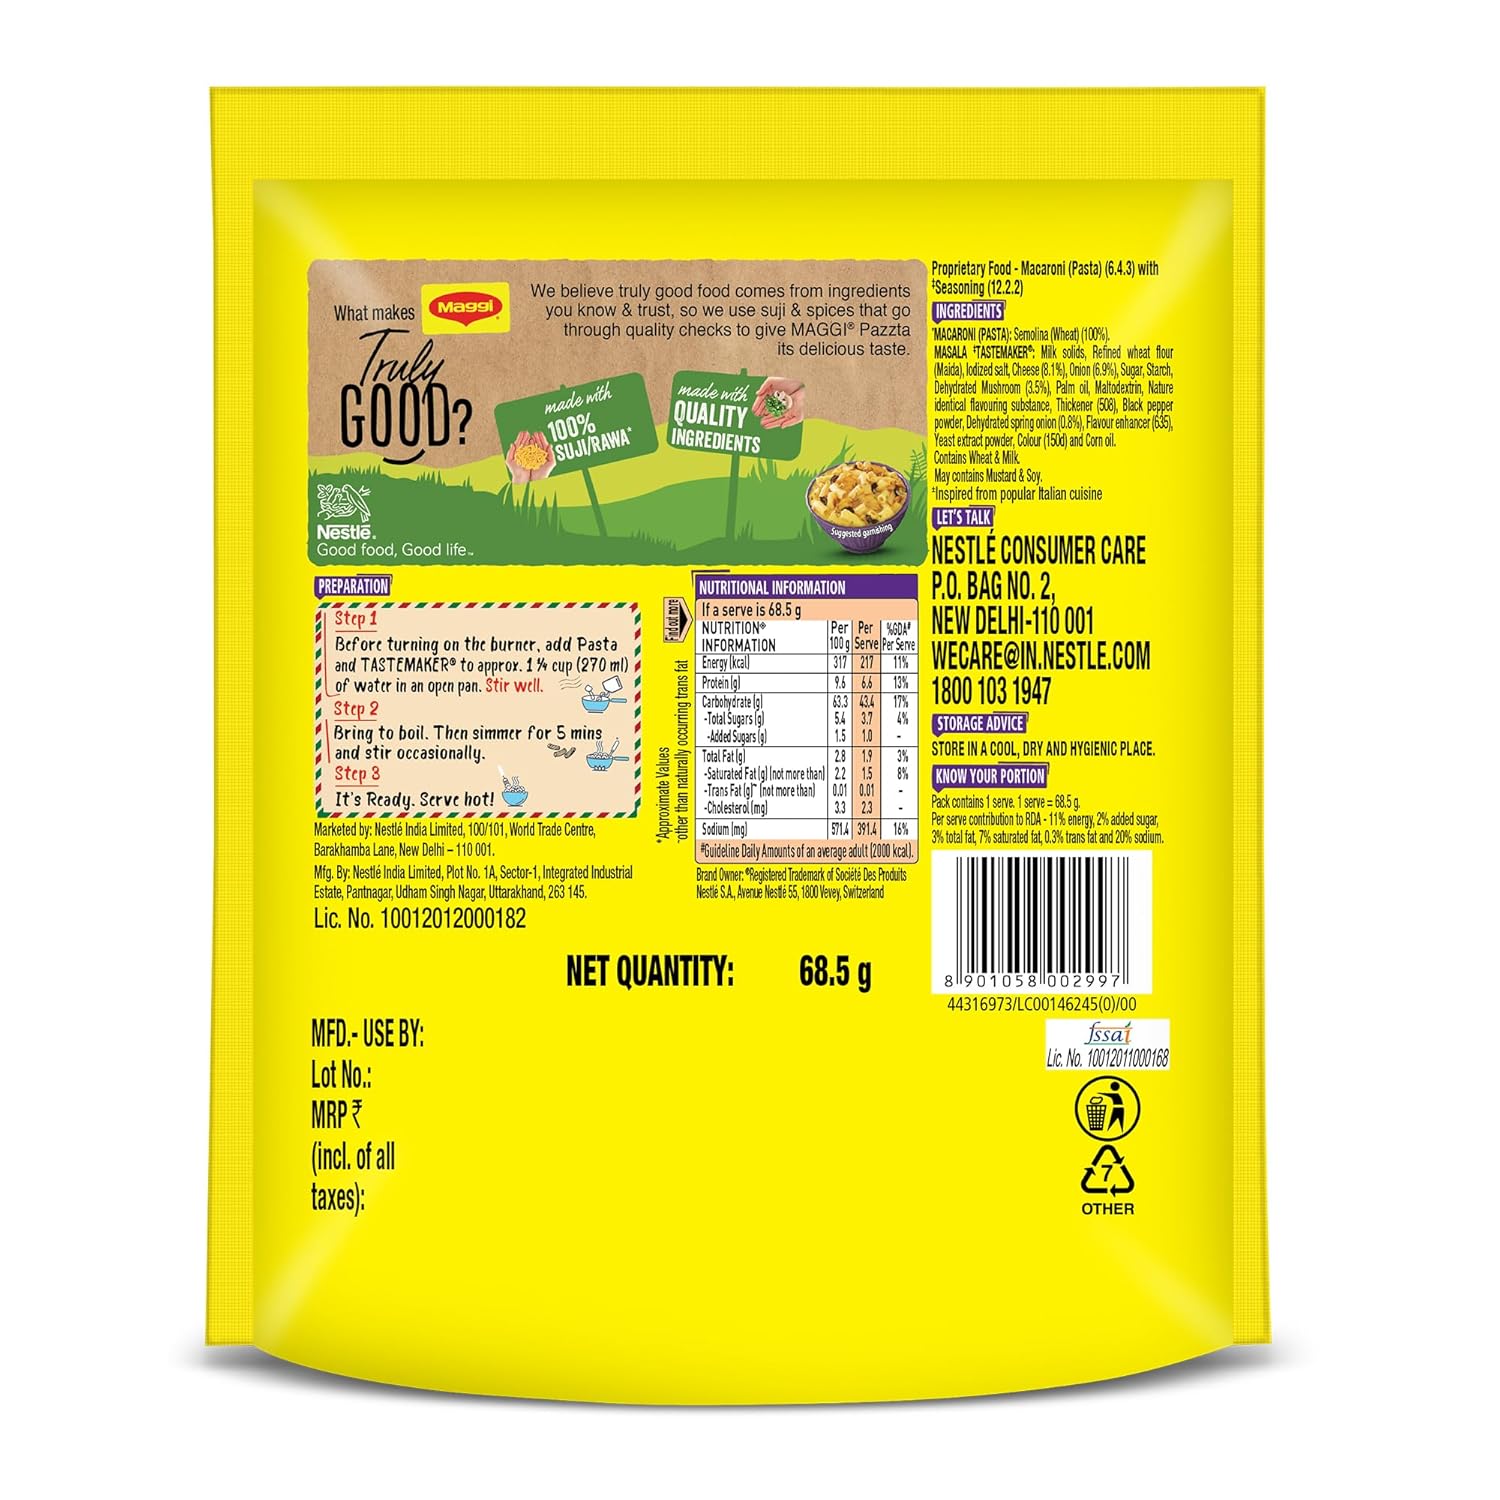 What makes
Maggi
Truly
GOOD?
We believe truly good food comes from ingredients
you know & trust, so we use suji & spices that go
through quality checks to give MAGGI® Pazzta
its delicious taste.
made with
100%
SUJI/RAWA*
made with
QUALITY
INGREDIENTS
Suggested garnishing
Nestlé®
Good food, Good life™
PREPARATION
Step 1
Before turning on the burner, add Pasta
and TASTEMAKER® to approx. 1 ¼ cup (270 ml)
of water in an open pan. Stir well.
Step 2
Bring to boil. Then simmer for 5 mins
and stir occasionally.
Step 3
It's Ready. Serve hot!
Marketed by: Nestlé India Limited, 100/101, World Trade Centre,
Barakhamba Lane, New Delhi – 110 001.
Mfg. By: Nestlé India Limited, Plot No. 1A, Sector-1, Integrated Industrial
Estate, Pantnagar, Udham Singh Nagar, Uttarakhand, 263 145.
Lic. No. 10012012000182
Find out more
*Approximate Values
~other than naturally occurring trans fat
NUTRITIONAL INFORMATION
If a serve is 68.5 g
NUTRITION® INFORMATION Per 100 g Per Serve %GDA# Per Serve
Energy (kcal) 317 217 11%
Protein (g) 9.6 6.6 13%
Carbohydrate (g) 63.3 43.4 17%
-Total Sugars (g) 5.4 3.7 4%
-Added Sugars (g) 1.5 1.0 -
Total Fat (g) 2.8 1.9 3%
-Saturated Fat (g) (not more than) 2.2 1.5 8%
-Trans Fat (g)~ (not more than) 0.01 0.01 -
-Cholesterol (mg) 3.3 2.3 -
Sodium (mg) 571.4 391.4 16%
#Guideline Daily Amounts of an average adult (2000 kcal).
Brand Owner: ®Registered Trademark of Société Des Produits
Nestlé S.A., Avenue Nestlé 55, 1800 Vevey, Switzerland
Proprietary Food - Macaroni (Pasta) (6.4.3) with
‡Seasoning (12.2.2)
INGREDIENTS
*MACARONI (PASTA): Semolina (Wheat) (100%).
MASALA ‡TASTEMAKER®: Milk solids, Refined wheat flour
(Maida), Iodized salt, Cheese (8.1%), Onion (6.9%), Sugar, Starch,
Dehydrated Mushroom (3.5%), Palm oil, Maltodextrin, Nature
identical flavouring substance, Thickener (508), Black pepper
powder, Dehydrated spring onion (0.8%), Flavour enhancer (635),
Yeast extract powder, Colour (150d) and Corn oil.
Contains Wheat & Milk.
May contains Mustard & Soy.
‡Inspired from popular Italian cuisine
LET'S TALK
NESTLÉ CONSUMER CARE
P.O. BAG NO. 2,
NEW DELHI-110 001
WECARE@IN.NESTLE.COM
1800 103 1947
STORAGE ADVICE
STORE IN A COOL, DRY AND HYGIENIC PLACE.
KNOW YOUR PORTION
Pack contains 1 serve. 1 serve = 68.5 g.
Per serve contribution to RDA - 11% energy, 2% added sugar,
3% total fat, 7% saturated fat, 0.3% trans fat and 20% sodium.
8 901058 002997
44316973/LC00146245(0)/00
fssai
Lic. No. 10012011000168
7
OTHER
NET QUANTITY: 68.5 g
MFD.- USE BY:
Lot No.:
MRP ₹
(incl. of all
taxes):